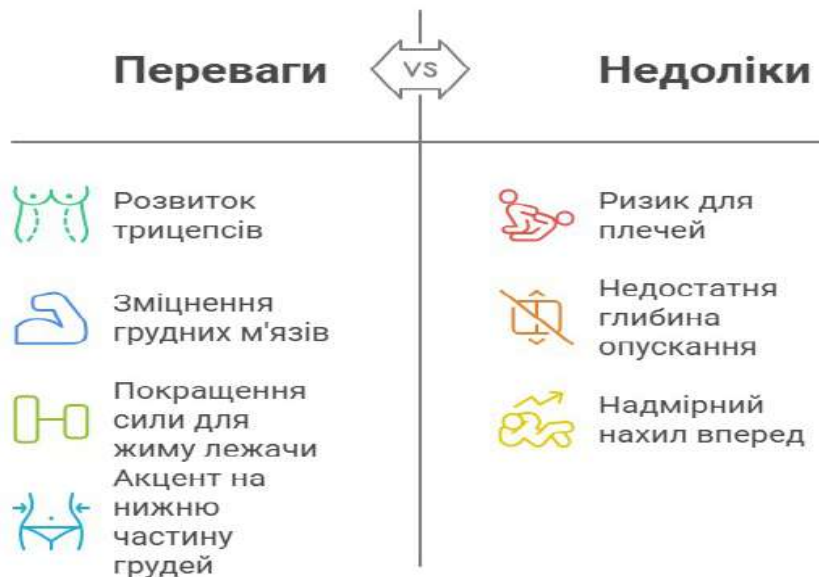 Переваги
VS
Недоліки
Розвиток
трицепсів
Зміцнення
грудних м'язів
Покращення
сили для
жиму лежачи
Акцент на
нижню
частину
грудей
Ризик для
плечей
Недостатня
глибина
опускання
Надмірний
нахил вперед